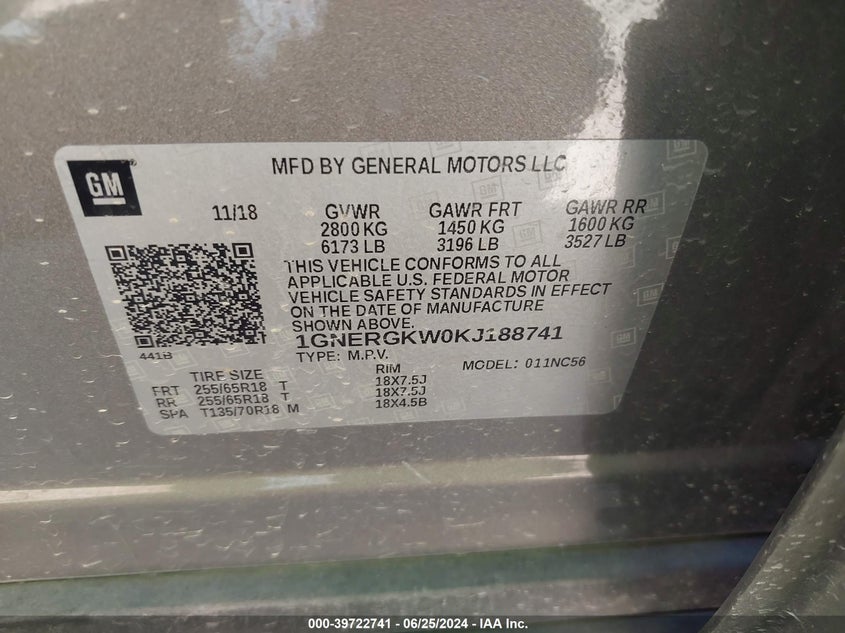 GM
MFD BY GENERAL MOTORS LLC
11/18 GVWR GAWR FRT GAWR RR
2800 KG 1450 KG 1600 KG
6173 LB 3196 LB 3527 LB
THIS VEHICLE CONFORMS TO ALL
APPLICABLE U.S. FEDERAL MOTOR
VEHICLE SAFETY STANDARDS IN EFFECT
ON THE DATE OF MANUFACTURE
SHOWN ABOVE.
1GNERGKW0KJ188741
441B
TYPE: M.P.V. MODEL: 011NC56
TIRE SIZE RIM
FRT 255/65R18 T 18X7.5J
RR 255/65R18 T 18X7.5J
SPA T135/70R18 M 18X4.5B
000-39722741 - 06/25/2024 - IAA Inc.